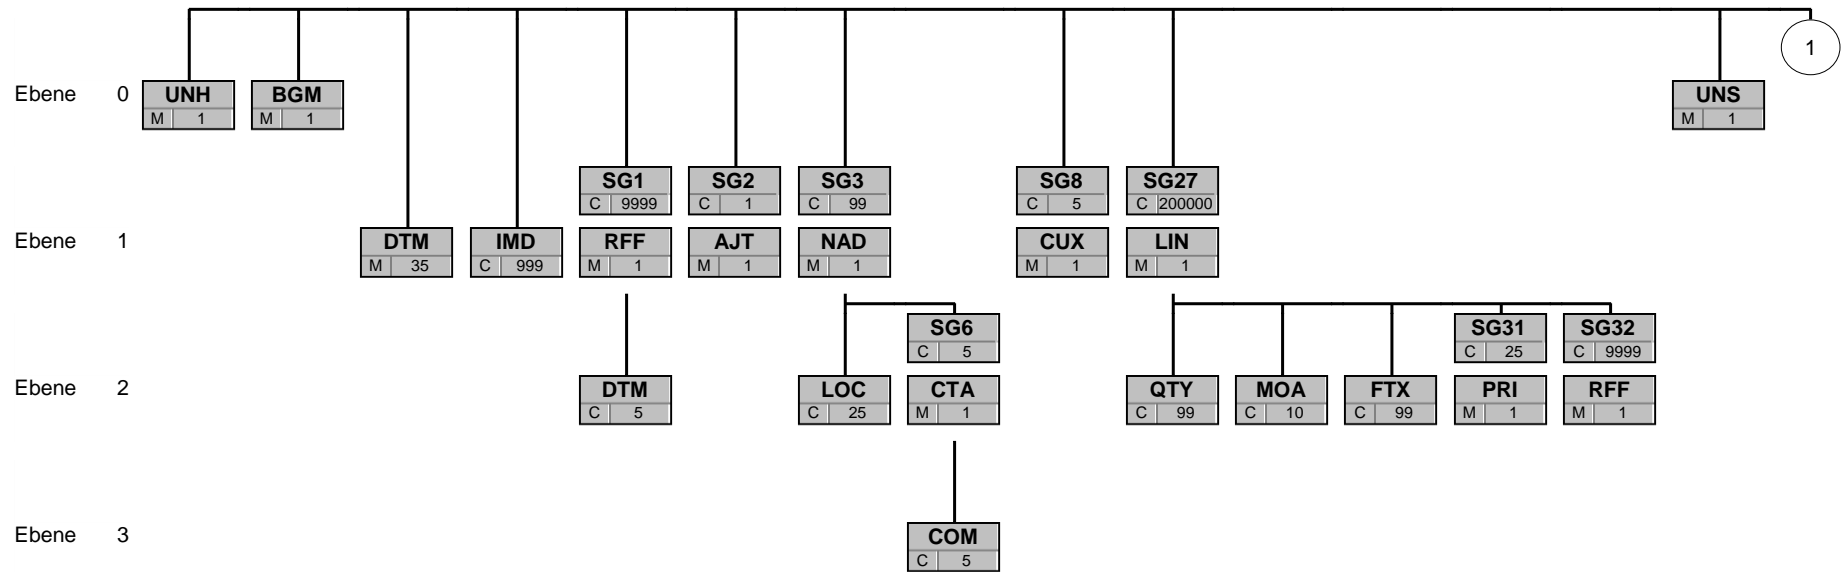 1
Ebene 0 UNH BGM UNS
M 1 M 1 M 1
SG1 SG2 SG3 SG8 SG27
C 9999 C 1 C 99 C 5 C 200000
Ebene 1 DTM IMD RFF AJT NAD CUX LIN
M 35 C 999 M 1 M 1 M 1 M 1 M 1
SG6 SG31 SG32
C 5 C 25 C 9999
Ebene 2 DTM LOC CTA QTY MOA FTX PRI RFF
C 5 C 25 M 1 C 99 C 10 C 99 M 1 M 1
Ebene 3 COM
C 5